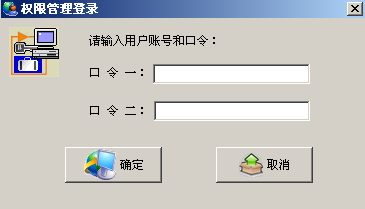 权限管理登录
请输入用户账号和口令：
口 令 一：
口 令 二：
确定
取消